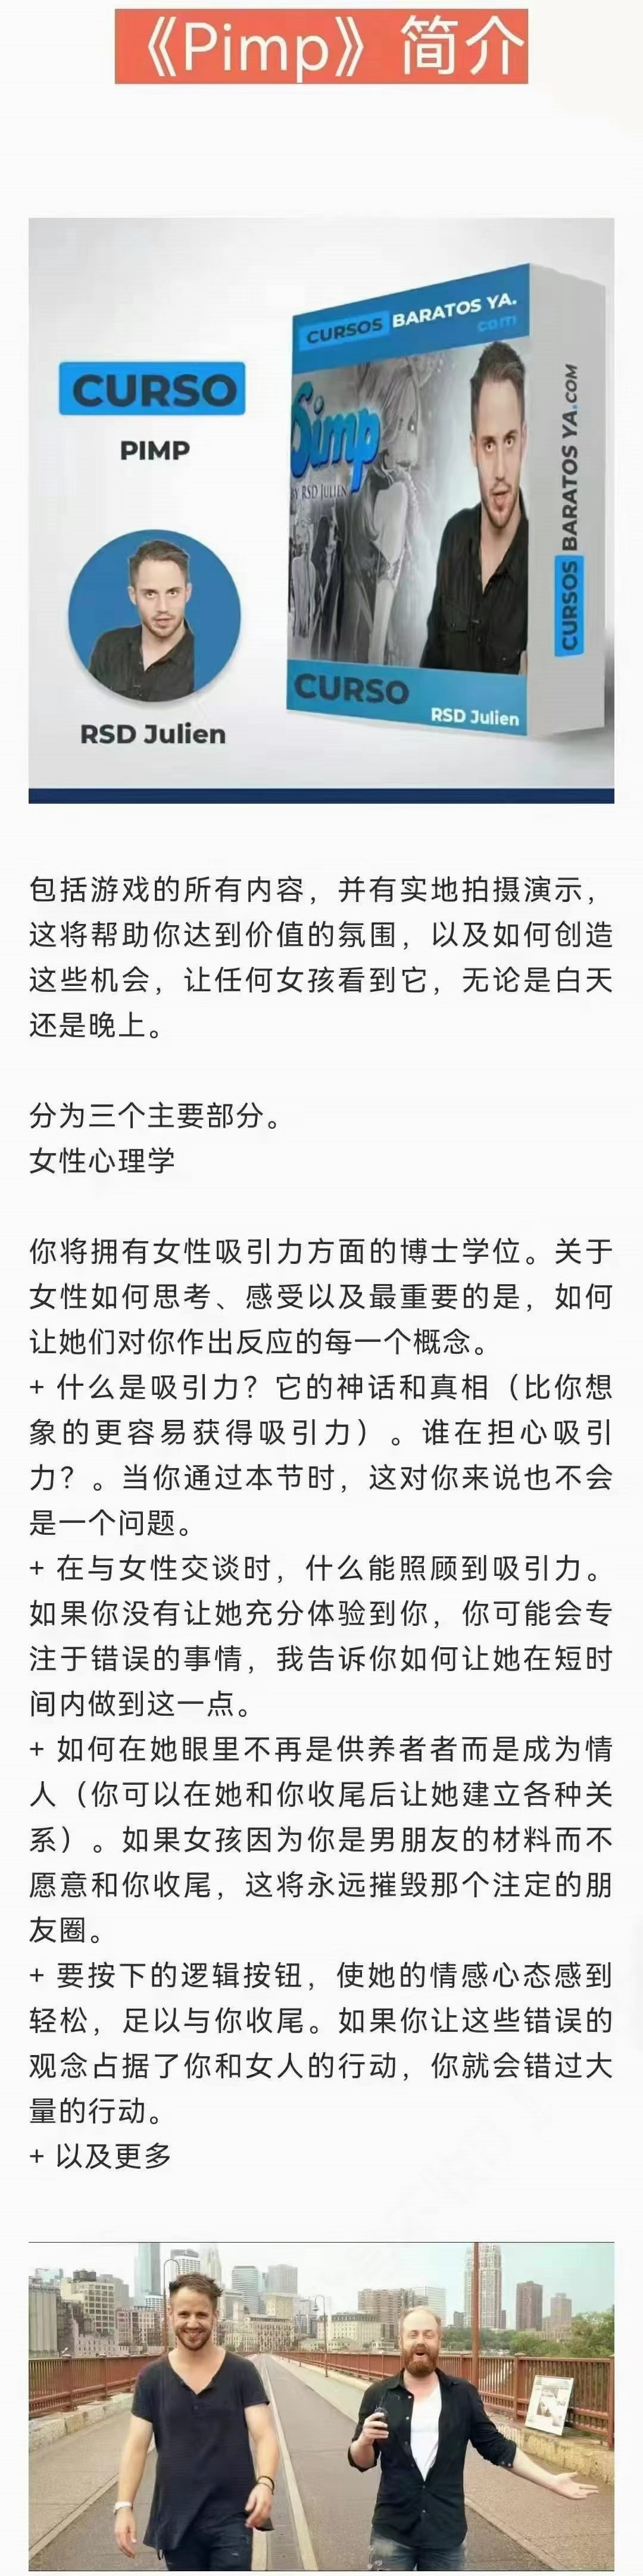 《Pimp》简介
CURSOS BARATOS YA.
com
CURSO
PIMP
Pimp
BY RSD JULIEN
CURSOS BARATOS YA.COM
CURSO
RSD Julien
RSD Julien
包括游戏的所有内容，并有实地拍摄演示，
这将帮助你达到价值的氛围，以及如何创造
这些机会，让任何女孩看到它，无论是白天
还是晚上。
分为三个主要部分。
女性心理学
你将拥有女性吸引力方面的博士学位。关于
女性如何思考、感受以及最重要的是，如何
让她们对你作出反应的每一个概念。
+ 什么是吸引力？它的神话和真相（比你想
象的更容易获得吸引力）。谁在担心吸引
力？。当你通过本节时，这对你来说也不会
是一个问题。
+ 在与女性交谈时，什么能照顾到吸引力。
如果你没有让她充分体验到你，你可能会专
注于错误的事情，我告诉你如何让她在短时
间内做到这一点。
+ 如何在她眼里不再是供养者者而是成为情
人（你可以在她和你收尾后让她建立各种关
系）。如果女孩因为你是男朋友的材料而不
愿意和你收尾，这将永远摧毁那个注定的朋
友圈。
+ 要按下的逻辑按钮，使她的情感心态感到
轻松，足以与你收尾。如果你让这些错误的
观念占据了你和女人的行动，你就会错过大
量的行动。
+ 以及更多